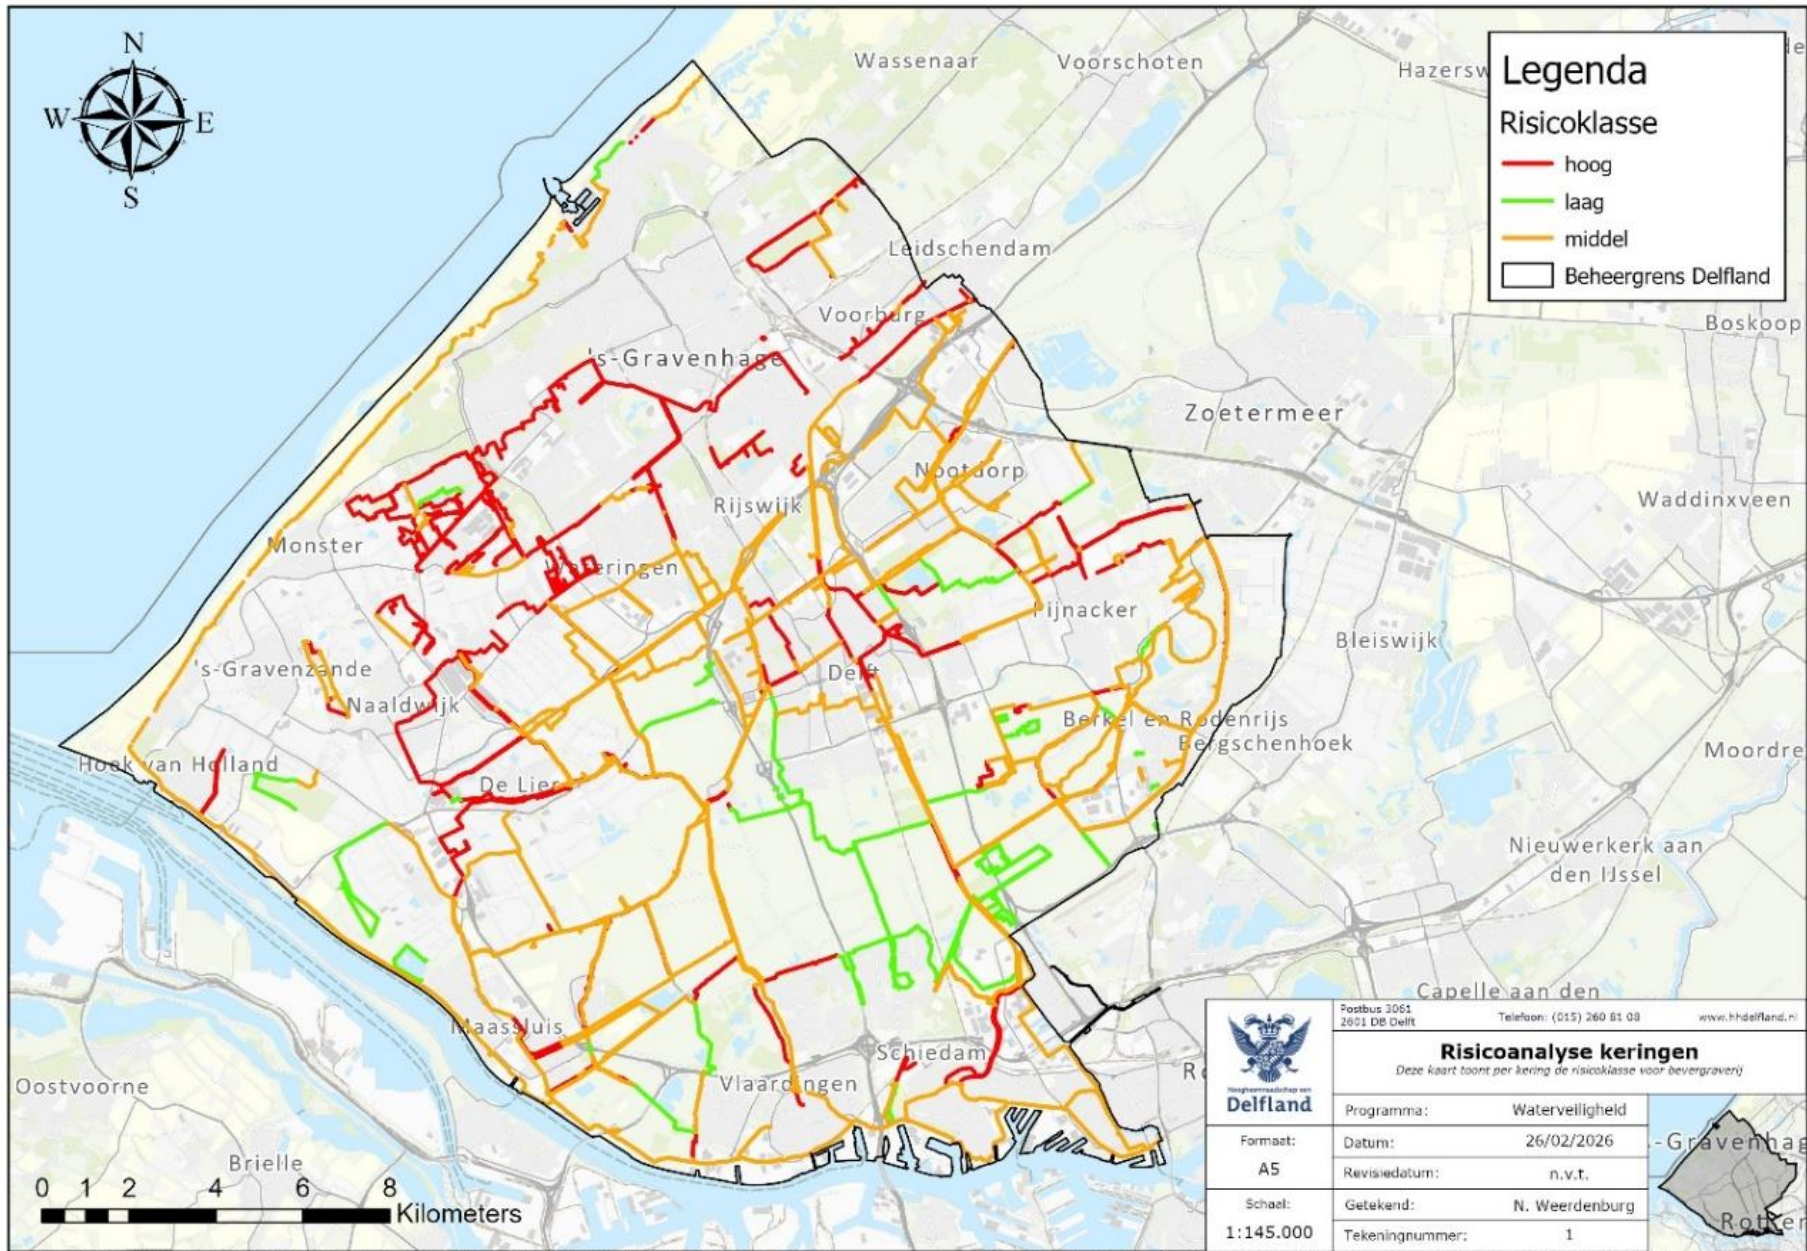 N
W
E
S
Wassenaar
Voorschoten
Hazersw
Legenda
Risicoklasse
hoog
laag
middel
Beheergrens Delfland
Leidschendam
Voorburg
Boskoop
's-Gravenhage
Zoetermeer
Nootdorp
Waddinxveen
Rijswijk
Monster
Wateringen
Pijnacker
Bleiswijk
's-Gravenzande
Delft
Naaldwijk
Berkel en Rodenrijs
Bergschenhoek
Moordre
Hoek van Holland
De Lier
Nieuwerkerk aan
den IJssel
Capelle aan den
Maassluis
Schiedam
Oostvoorne
Vlaardingen
Brielle
0 1 2 4 6 8
Kilometers
Hoogheemraadschap van
Delfland
Postbus 3061
2601 DB Delft
Telefoon: (015) 260 81 08
www.hhdelfland.nl
Risicoanalyse keringen
Deze kaart toont per kering de risicoklasse voor bevergraverij
Programma: Waterveiligheid
Formaat:
A5
Datum: 26/02/2026
Revisiedatum: n.v.t.
Schaal:
1:145.000
Getekend: N. Weerdenburg
Tekeningnummer: 1
-Gravenhag
Rotter